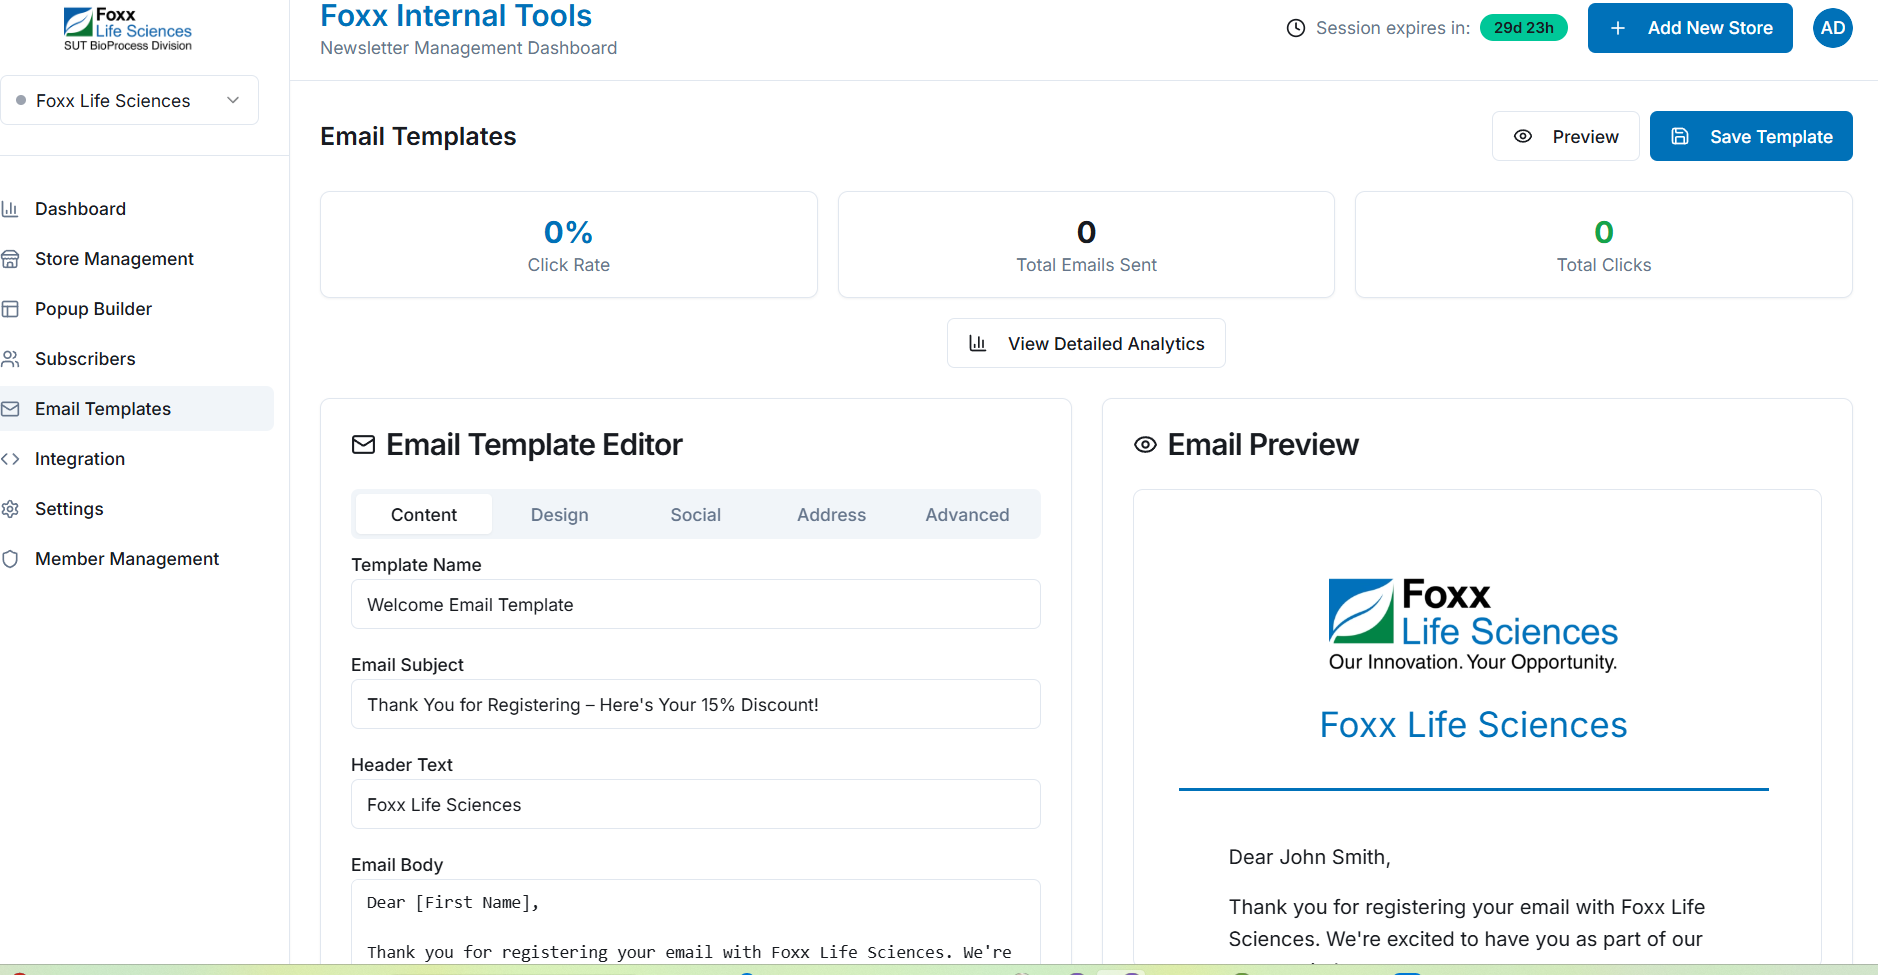 Foxx
Life Sciences
SUT BioProcess Division
Foxx Life Sciences
Dashboard
Store Management
Popup Builder
Subscribers
Email Templates
Integration
Settings
Member Management
Foxx Internal Tools
Newsletter Management Dashboard
Session expires in: 29d 23h
Add New Store
AD
Email Templates
Preview
Save Template
0%
Click Rate
0
Total Emails Sent
0
Total Clicks
View Detailed Analytics
Email Template Editor
Content Design Social Address Advanced
Template Name
Welcome Email Template
Email Subject
Thank You for Registering – Here's Your 15% Discount!
Header Text
Foxx Life Sciences
Email Body
Dear [First Name],
Thank you for registering your email with Foxx Life Sciences. We're
Email Preview
Foxx
Life Sciences
Our Innovation. Your Opportunity.
Foxx Life Sciences
Dear John Smith,
Thank you for registering your email with Foxx Life
Sciences. We're excited to have you as part of our